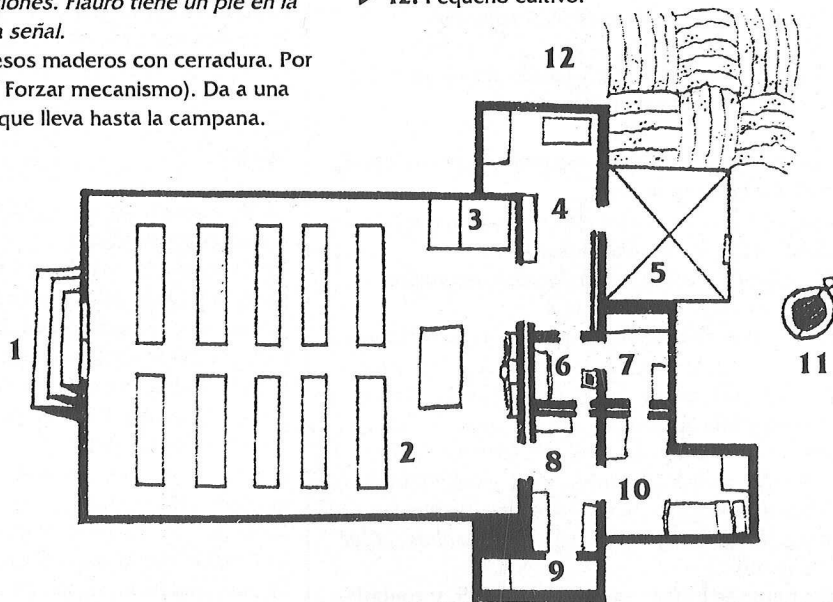 iones. Flauro tiene un pie en la
señal.
esos maderos con cerradura. Por
Forzar mecanismo). Da a una
que lleva hasta la campana.
12. Pequeño cultivo.
12
3
4
5
1
6
7
11
2
8
10
9